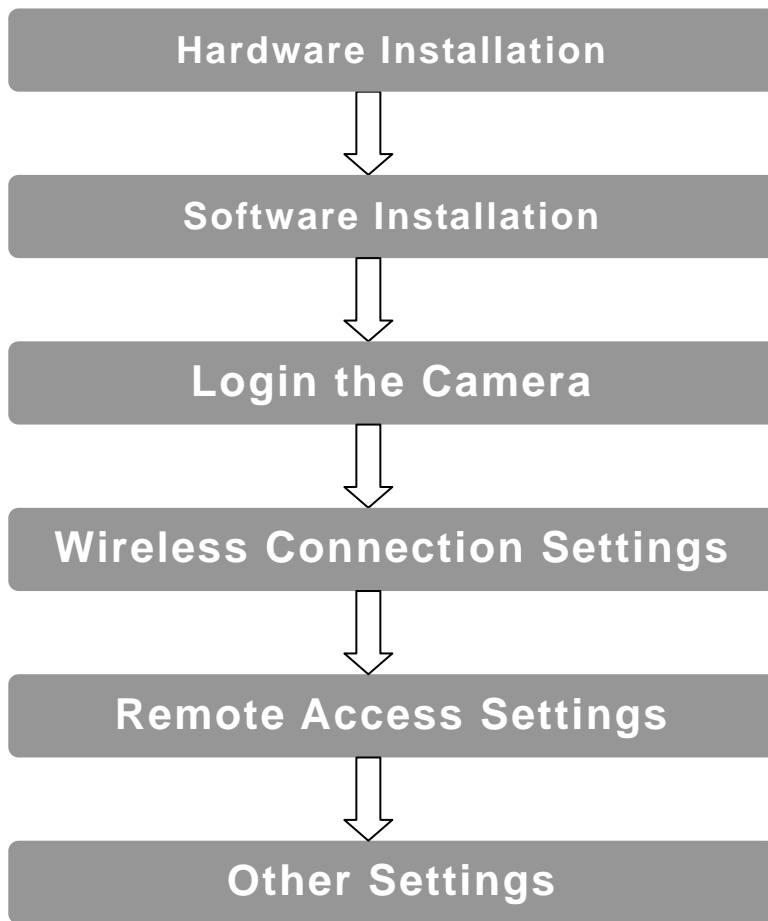 Hardware Installation
Software Installation
Login the Camera
Wireless Connection Settings
Remote Access Settings
Other Settings